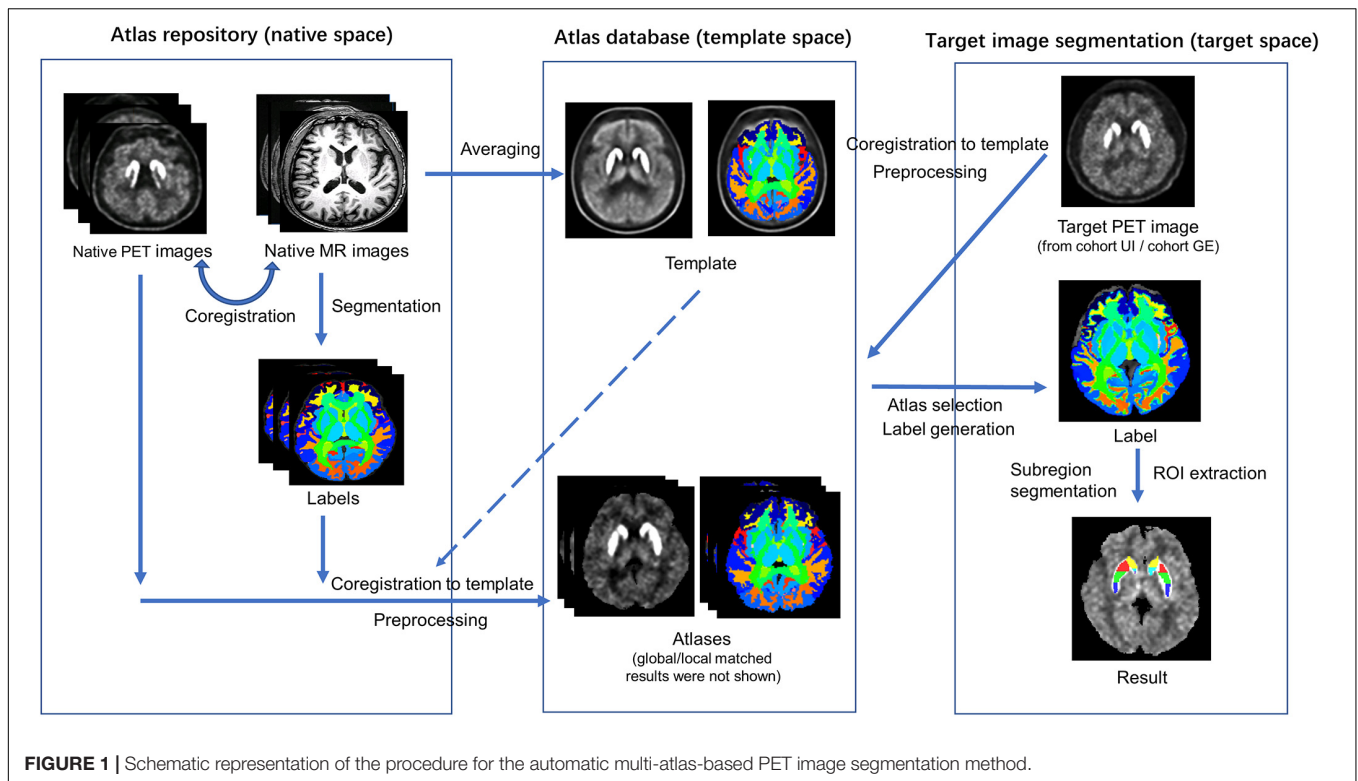 Atlas repository (native space)
Atlas database (template space)
Target image segmentation (target space)
Native PET images
Native MR images
Coregistration
Segmentation
Labels
Averaging
Template
Coregistration to template
Preprocessing
Target PET image
(from cohort UI / cohort GE)
Atlas selection
Label generation
Label
Subregion
segmentation
ROI extraction
Coregistration to template
Preprocessing
Atlases
(global/local matched
results were not shown)
Result
FIGURE 1 | Schematic representation of the procedure for the automatic multi-atlas-based PET image segmentation method.